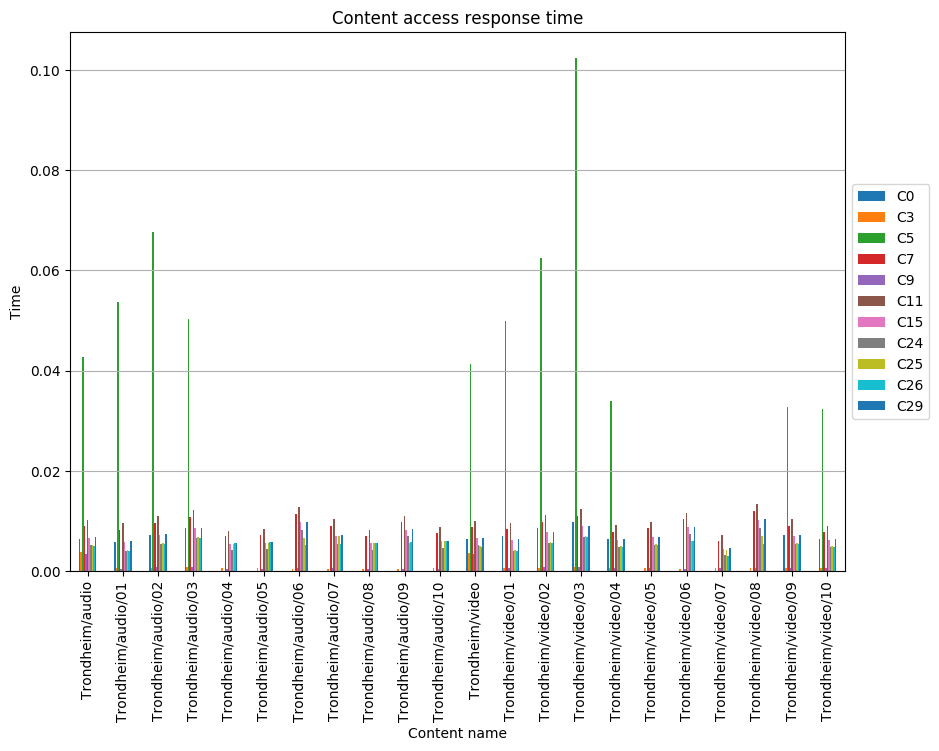 Content access response time
Time
0.10
0.08
0.06
0.04
0.02
0.00
Trondheim/audio
Trondheim/audio/01
Trondheim/audio/02
Trondheim/audio/03
Trondheim/audio/04
Trondheim/audio/05
Trondheim/audio/06
Trondheim/audio/07
Trondheim/audio/08
Trondheim/audio/09
Trondheim/audio/10
Trondheim/video
Trondheim/video/01
Trondheim/video/02
Trondheim/video/03
Trondheim/video/04
Trondheim/video/05
Trondheim/video/06
Trondheim/video/07
Trondheim/video/08
Trondheim/video/09
Trondheim/video/10
Content name
C0
C3
C5
C7
C9
C11
C15
C24
C25
C26
C29